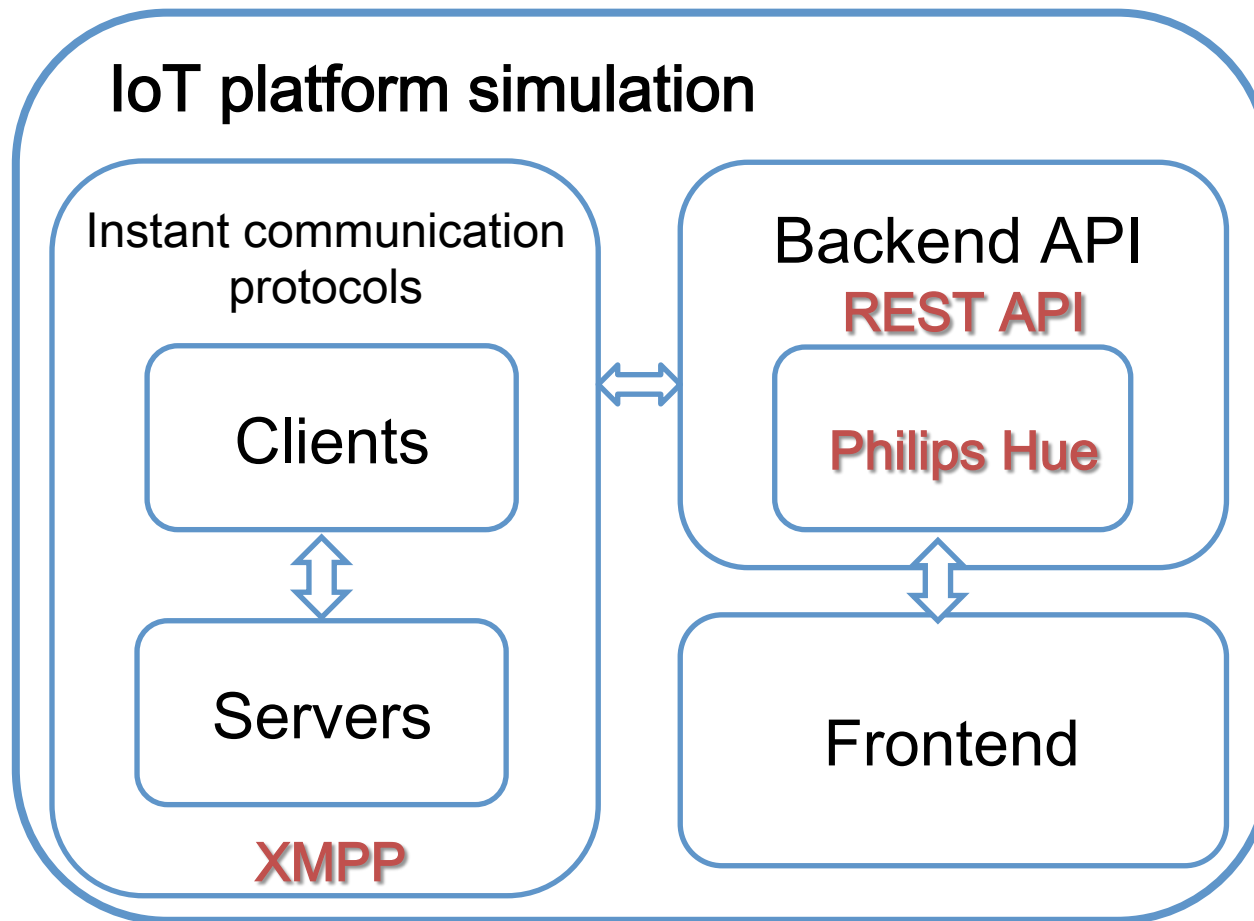 IoT platform simulation
Instant communication
protocols
Clients
Servers
XMPP
Backend API
REST API
Philips Hue
Frontend